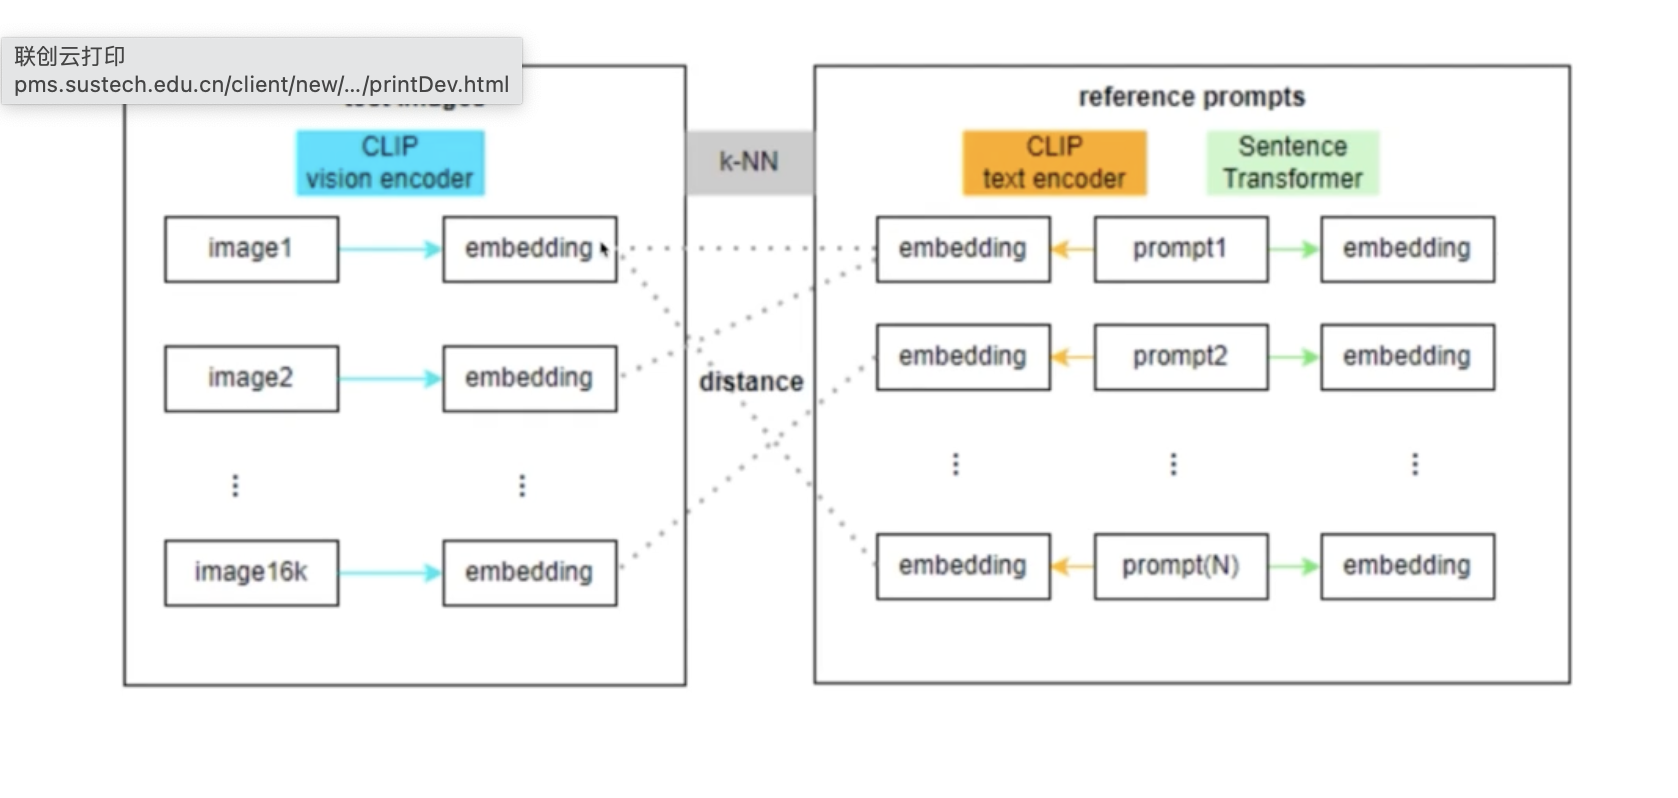 联创云打印
pms.sustech.edu.cn/client/new/.../printDev.html
reference prompts
CLIP
vision encoder
k-NN
CLIP
text encoder
Sentence
Transformer
image1
embedding
embedding
prompt1
embedding
image2
embedding
distance
embedding
prompt2
embedding
image16k
embedding
embedding
prompt(N)
embedding